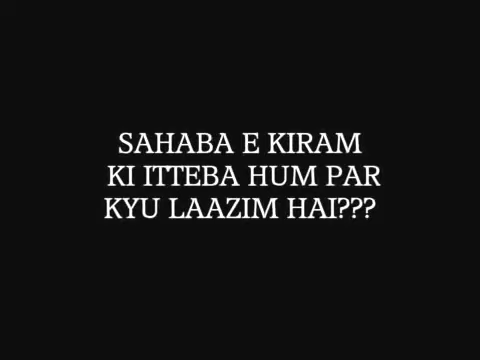 SAHABA E KIRAM
KI ITTEBA HUM PAR
KYU LAAZIM HAI???